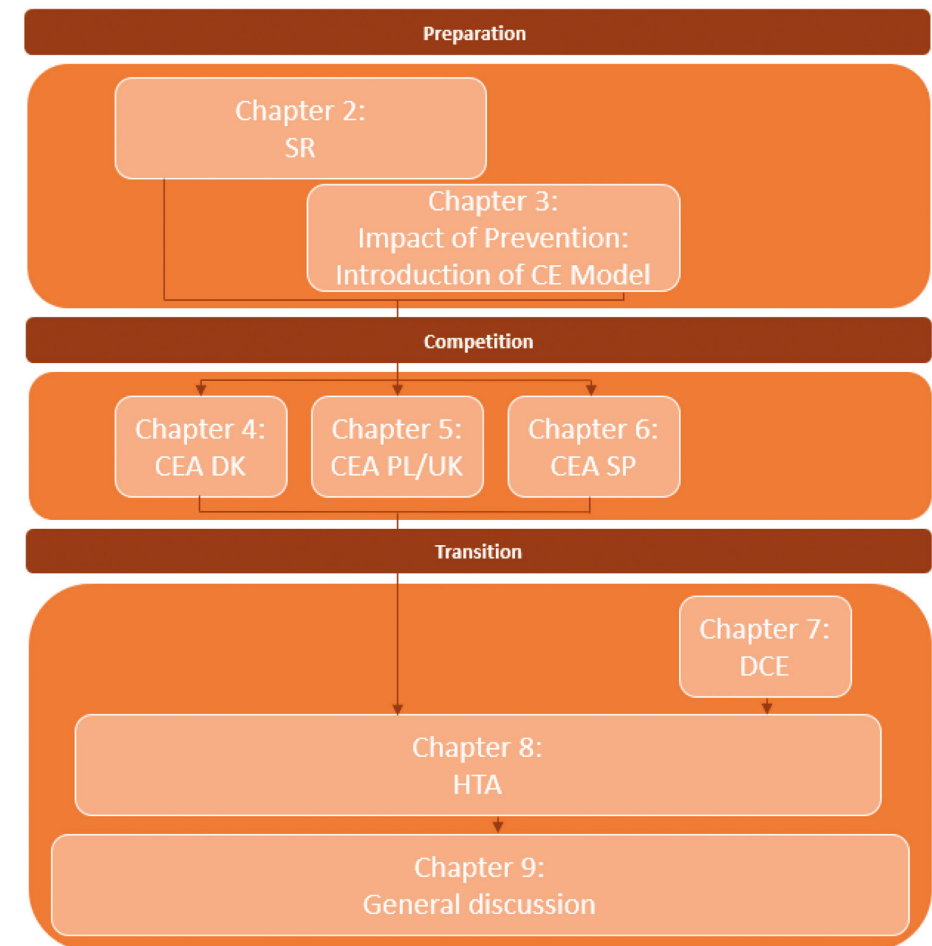 Preparation
Chapter 2:
SR
Chapter 3:
Impact of Prevention:
Introduction of CE Model
Competition
Chapter 4:
CEA DK
Chapter 5:
CEA PL/UK
Chapter 6:
CEA SP
Transition
Chapter 7:
DCE
Chapter 8:
HTA
Chapter 9:
General discussion